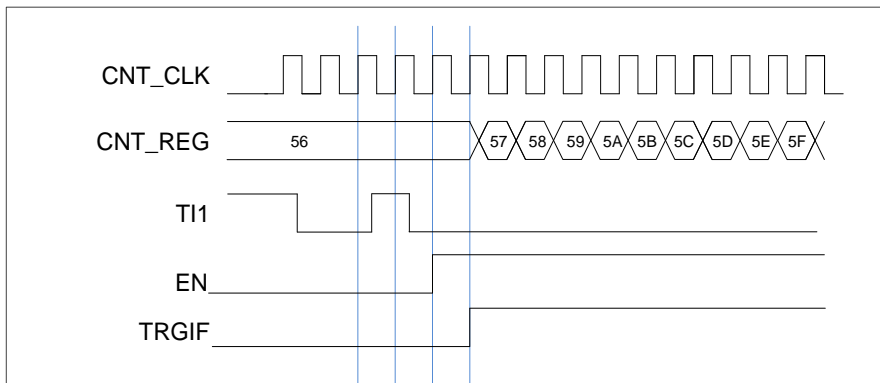 CNT_CLK
CNT_REG 56 57 58 59 5A 5B 5C 5D 5E 5F
TI1
EN
TRGIF